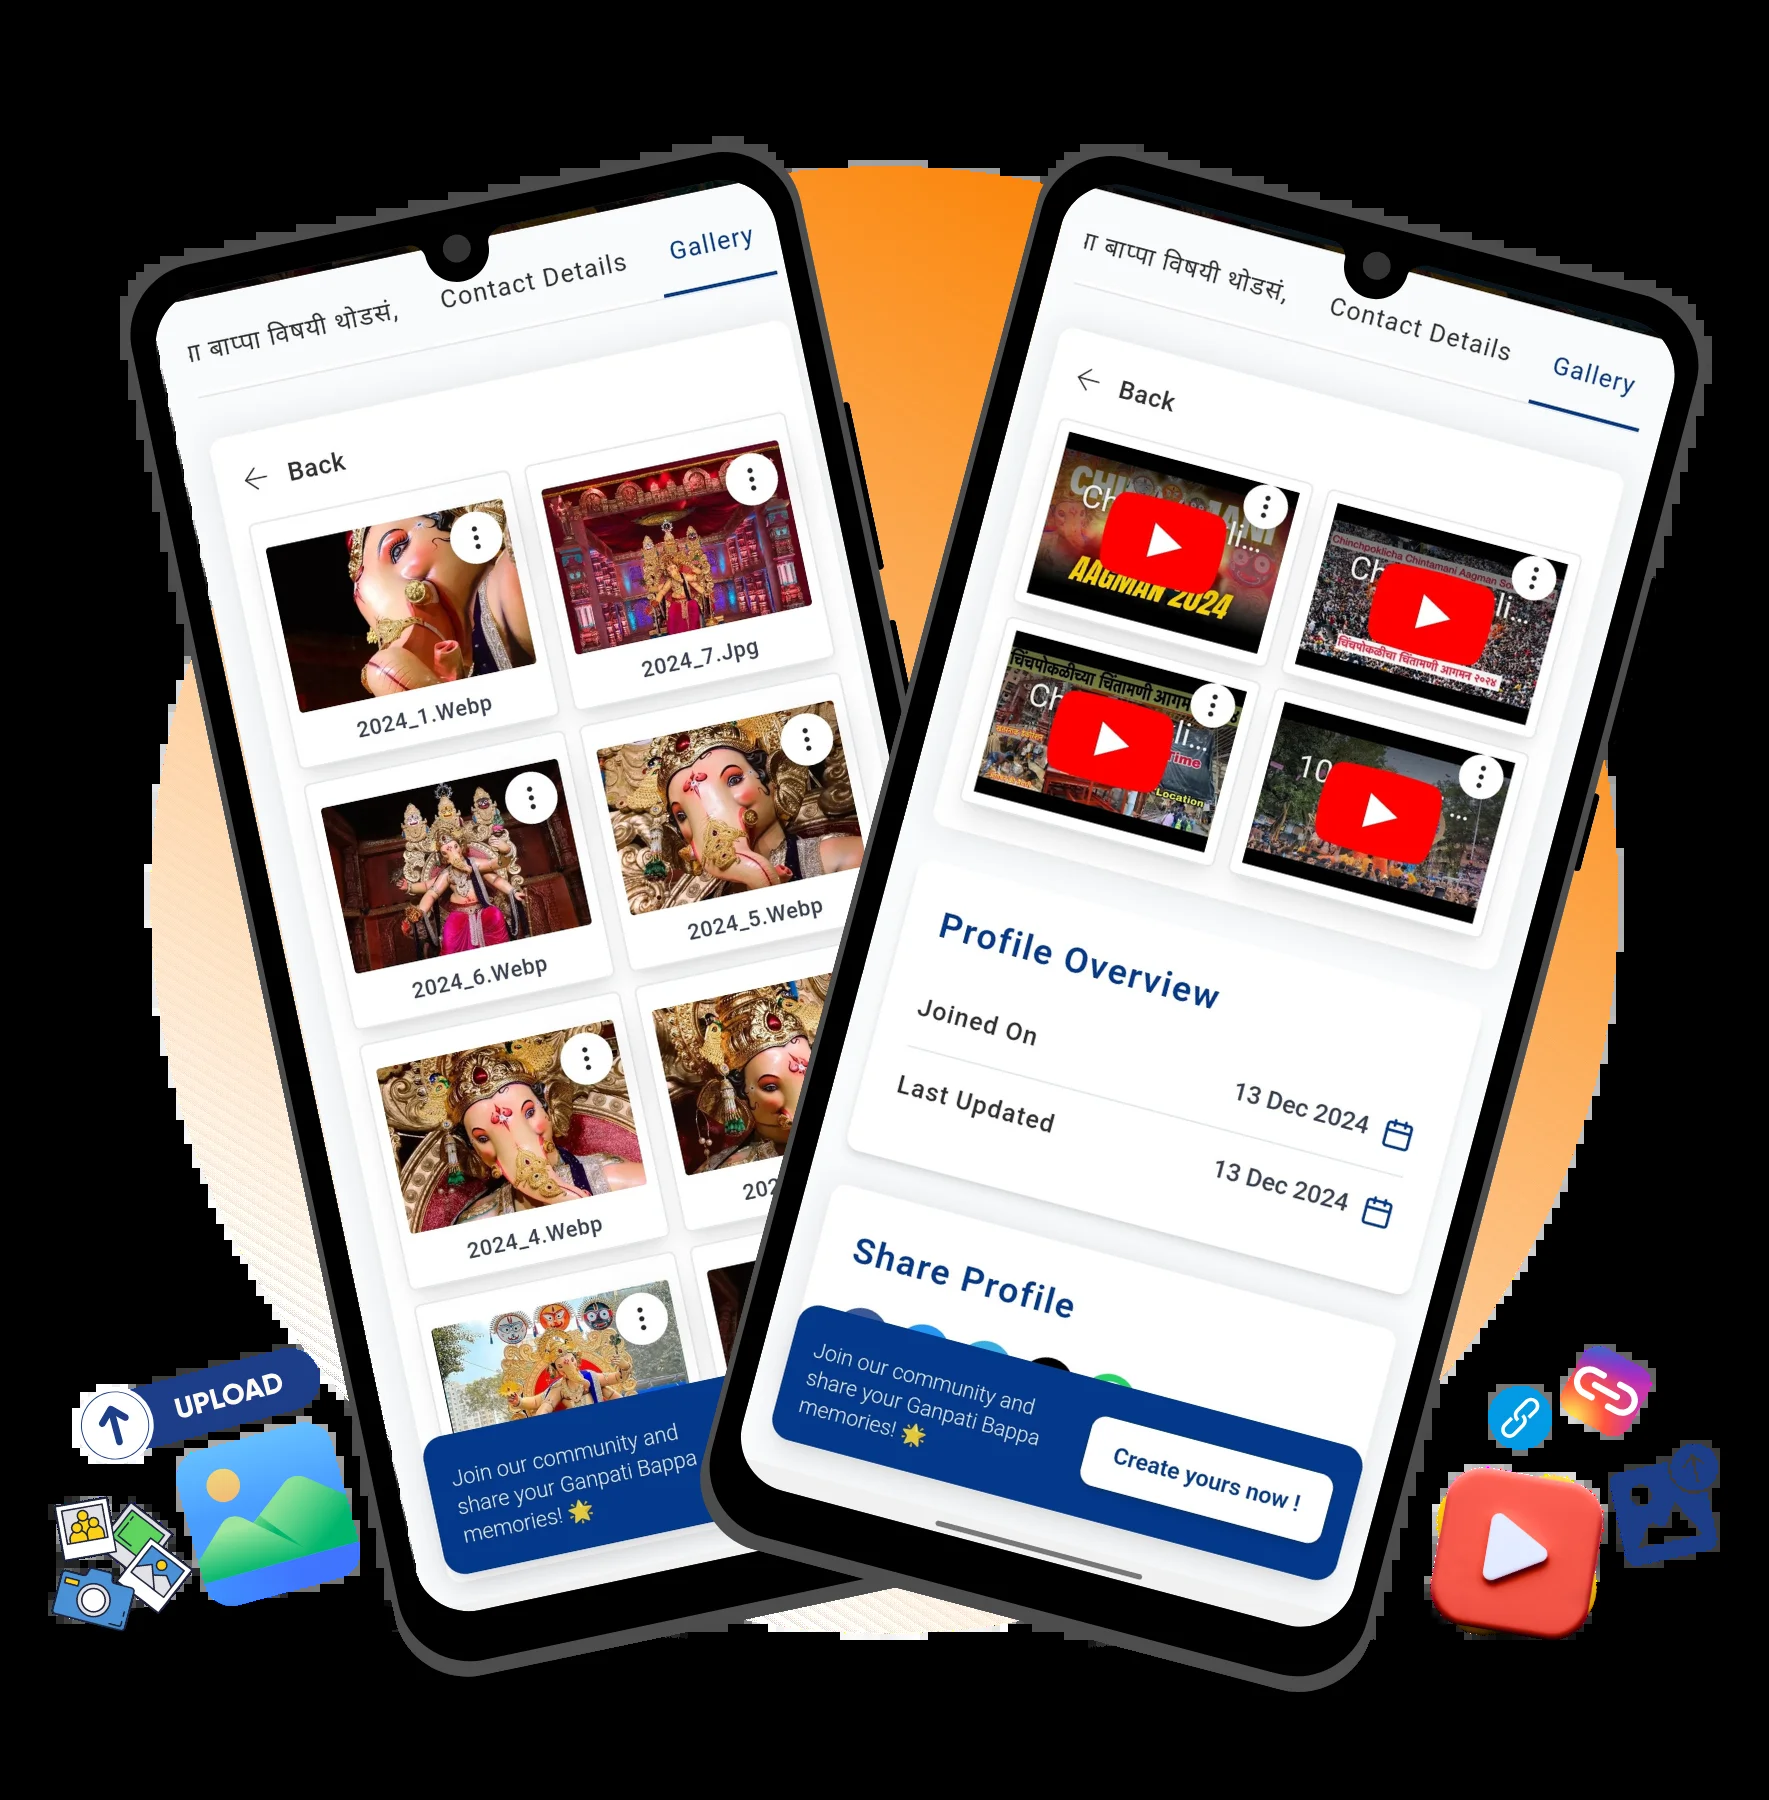 ा बाप्पा विषयी थोडसं,
Contact Details
Gallery
Back
2024_1.Webp
2024_7.Jpg
2024_6.Webp
2024_5.Webp
2024_4.Webp
202
Join our community and
share your Ganpati Bappa
memories! 🌟
UPLOAD
ा बाप्पा विषयी थोडसं,
Contact Details
Gallery
Back
Ch
li...
AAGMAN 2024
Chinchpoklicha Chintamani Aagman So
Ch
li...
चिंचपोकळीचा चिंतामणी आगमन २०२४
चिंचपोकळीच्या चिंतामणी आगम
Ch
li...
Time
Location
10
...
Profile Overview
Joined On
13 Dec 2024
Last Updated
13 Dec 2024
Share Profile
Join our community and
share your Ganpati Bappa
memories! 🌟
Create yours now !